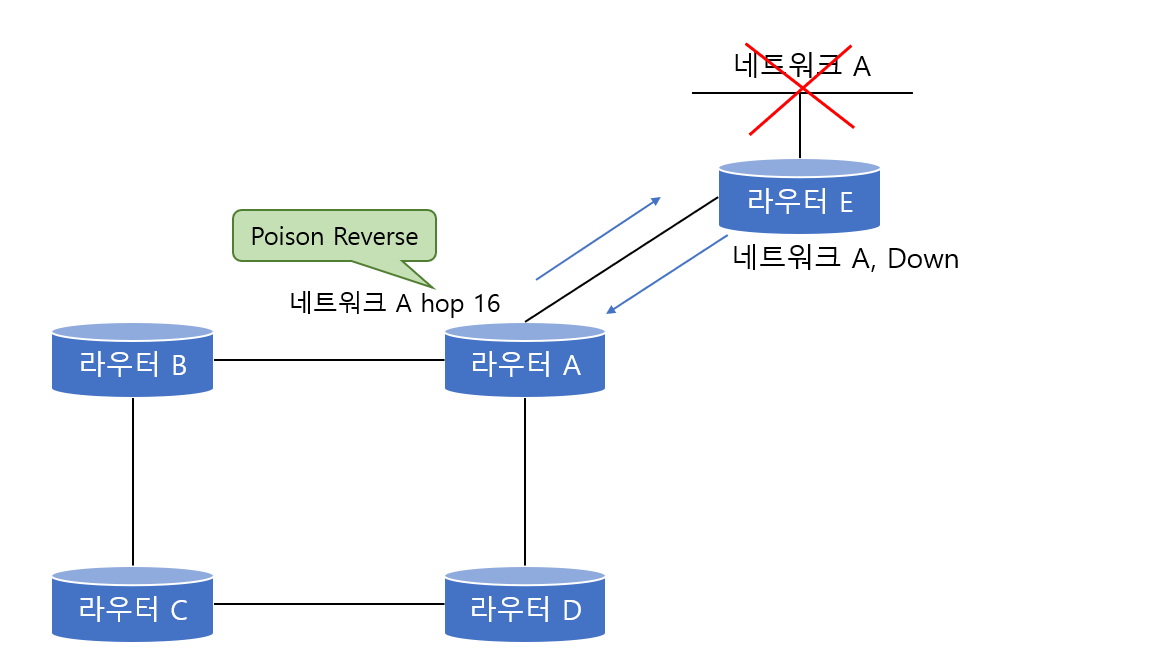 네트워크 A
라우터 E
네트워크 A, Down
Poison Reverse
네트워크 A hop 16
라우터 B
라우터 A
라우터 C
라우터 D